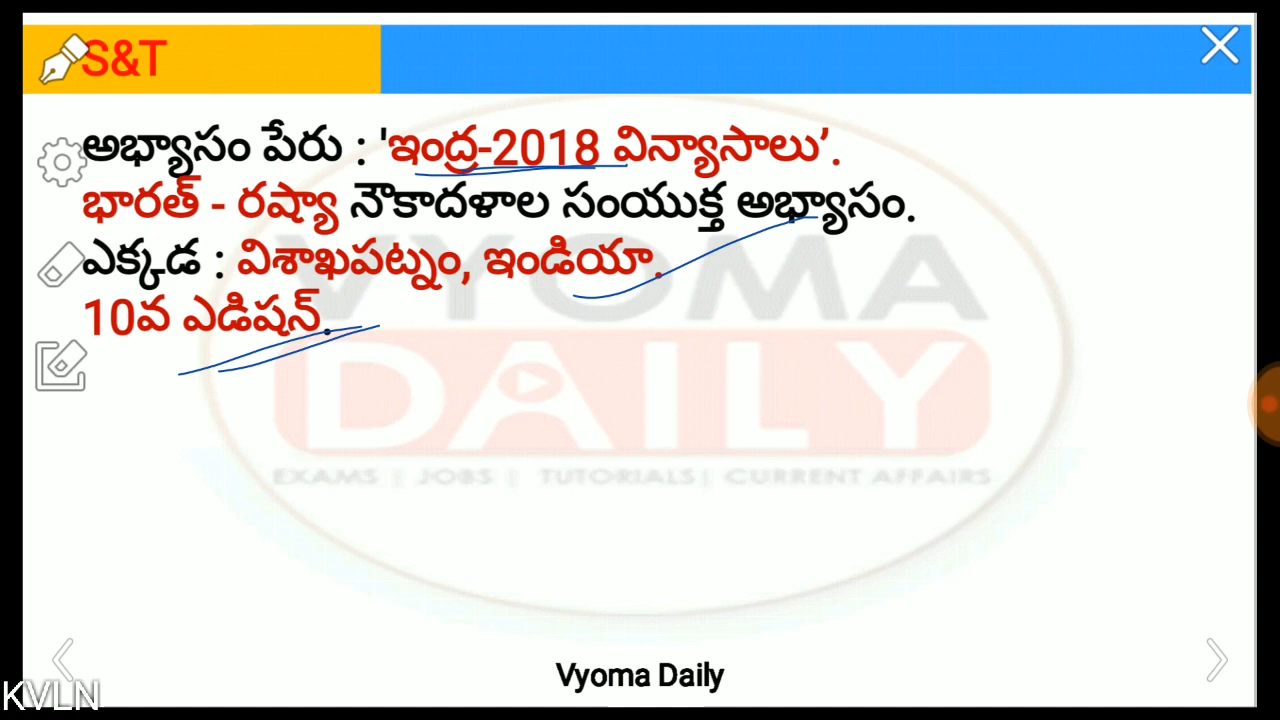 S&T
అభ్యాసం పేరు : 'ఇంద్ర-2018 విన్యాసాలు’.
భారత్ - రష్యా నౌకాదళాల సంయుక్త అభ్యాసం.
ఎక్కడ : విశాఖపట్నం, ఇండియా.
10వ ఎడిషన్.
VYOMA
DAILY
EXAMS | JOBS | TUTORIALS | CURRENT AFFAIRS
Vyoma Daily
KVLN